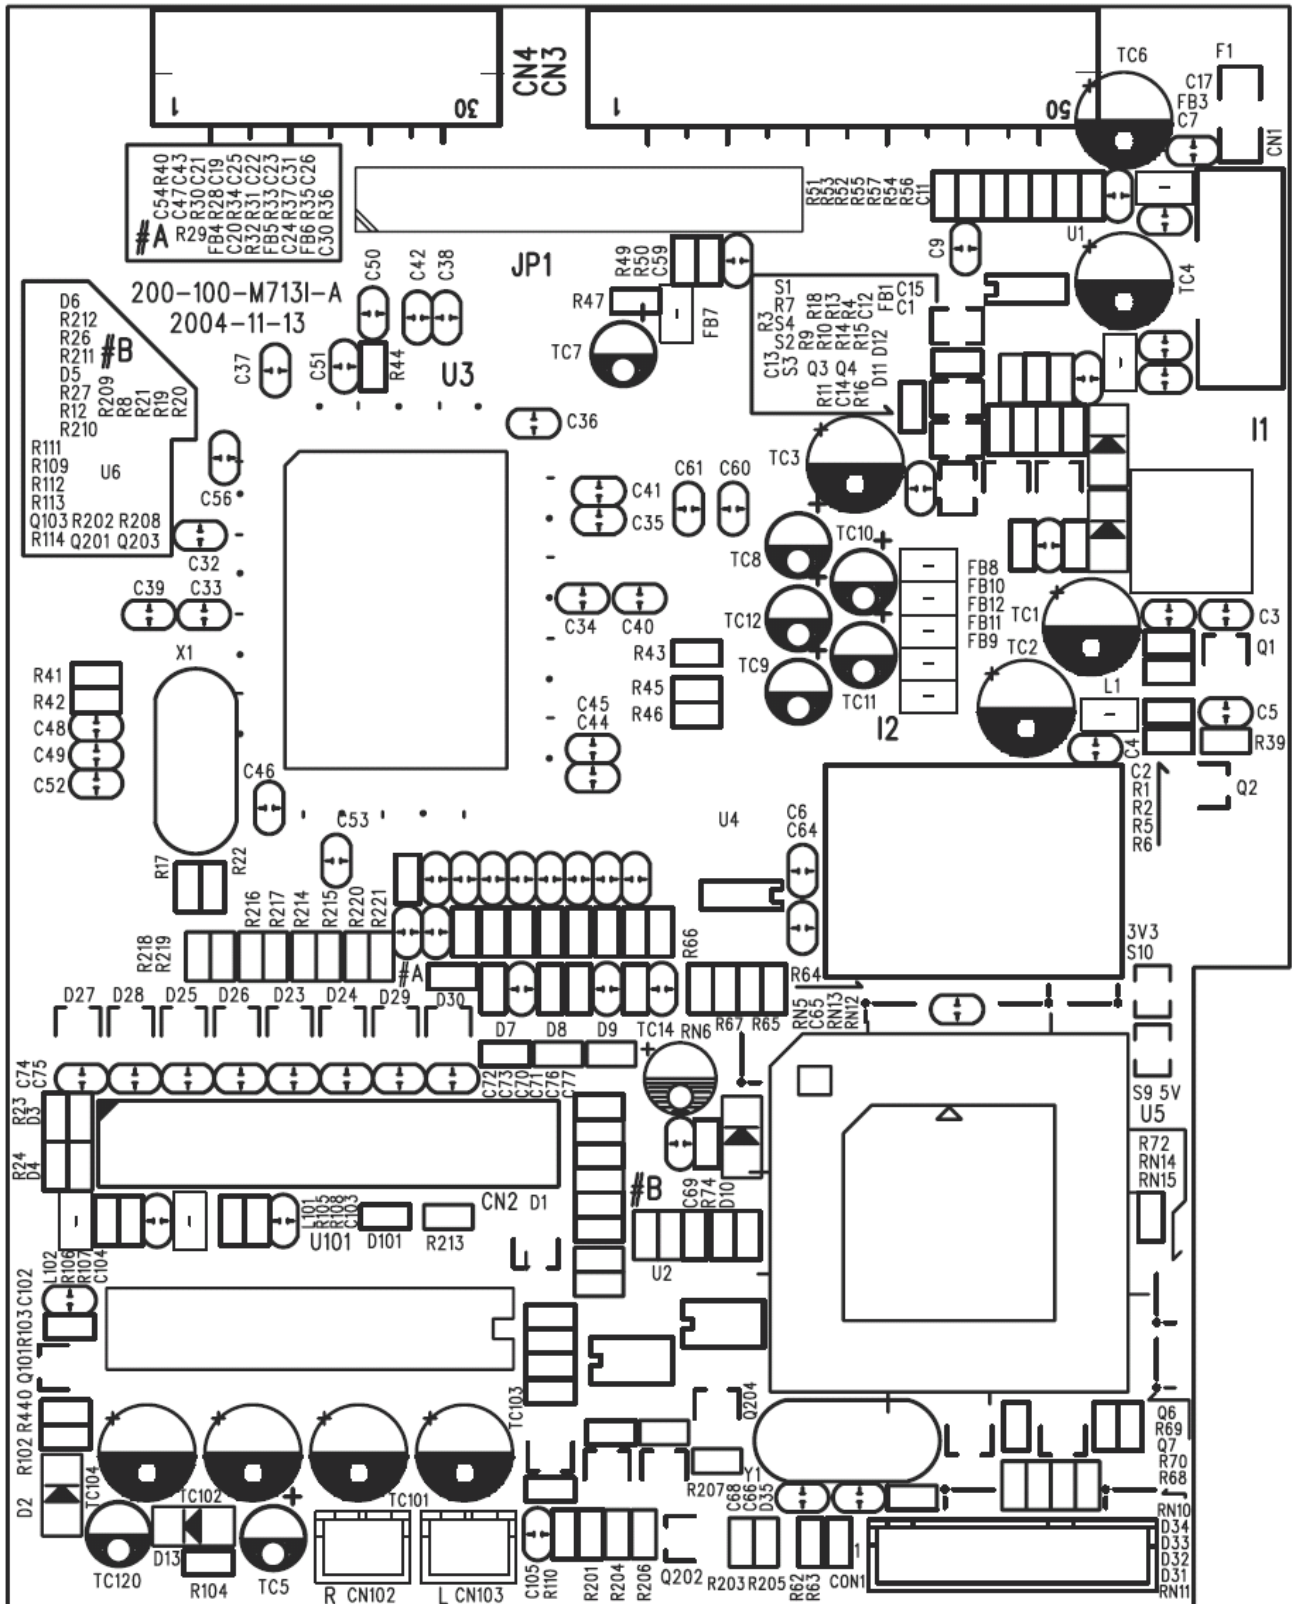 CN4
CN3
1
30
1
50
TC6
F1
C17
FB3
C7
CN1
C54 R40
C47 C43
R29 R30 C21
FB4 R28 C19
C20 R34 C25
R32 R31 C22
FB5 R33 C23
C24 R37 C31
FB6 R35 C26
C30 R36
#A
R51
R53
R52
R55
R57
R54
R56
C11
C9
U1
TC4
JP1
C50
C42
C38
R49
R50
C59
R47
FB7
TC7
200-100-M713I-A
2004-11-13
C37
C51
R44
U3
S1
R7
R3
S4
S2
C13
S3
R9
R18
R10
R13
R14
R4
R15
C12
FB1
C15
C1
D12
D11
Q3
Q4
R11
C14
R16
D6
R212
R26
R211
D5
R27
R12
R210
#B
R209
R8
R21
R19
R20
R111
R109
R112
R113
U6
Q103 R202 R208
R114 Q201 Q203
C36
I1
TC3
C56
C41
C35
C61
C60
C32
TC10
TC8
C39
C33
FB8
FB10
FB12
FB11
FB9
TC1
C3
TC12
C34
C40
X1
R43
TC2
Q1
R41
R42
TC9
R45
R46
TC11
L1
C48
C49
C52
C45
C44
I2
C5
C4
R39
C46
C2
R1
R2
R5
R6
Q2
C53
U4
C6
C64
R17
R22
R216
R217
R214
R215
R220
R221
R218
R219
R66
3V3
S10
#A
R64
D27
D28
D25
D26
D23
D24
D29
D30
D7
D8
D9
TC14
RN6
R67
R65
RN5
C65
RN13
RN12
C74
C75
C72
C73
C70
C71
C76
C77
S9 5V
U5
R23
D3
R24
D4
R72
RN14
RN15
CN2
D1
#B
C69
R74
D10
L101
R105
R108
C103
U101
D101
R213
L102
R106
R107
C104
U2
C102
R103
Q101
R440
R102
TC103
Q204
D2
TC104
TC102
TC101
R207
Y1
C68
C66
D35
Q6
R69
Q7
R70
R68
RN10
D34
D33
D32
D31
RN11
TC120
D13
R104
TC5
R CN102
L CN103
C105
R110
R201
R204
R206
Q202
R203
R205
R62
R63
1
CON1